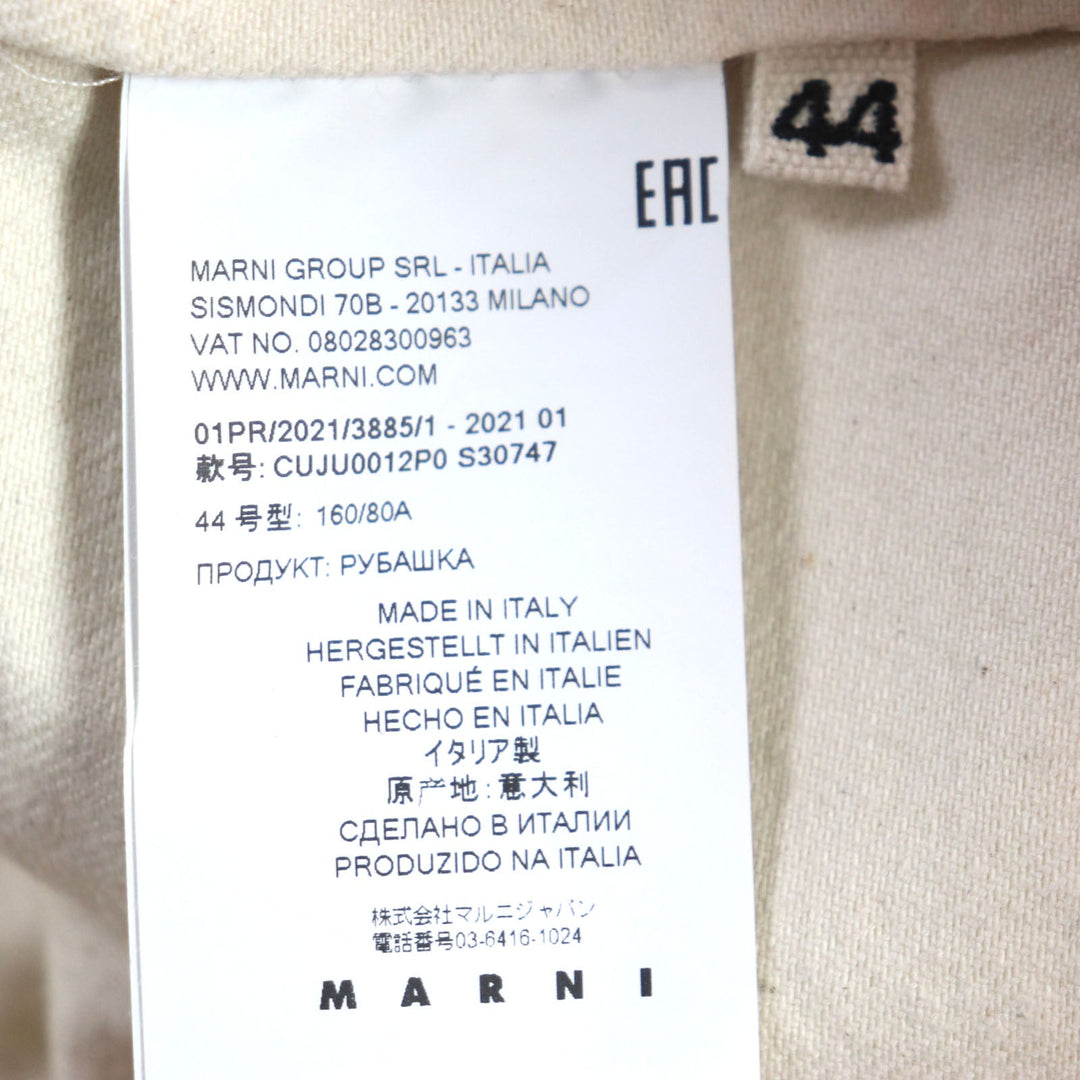 44
EAC
MARNI GROUP SRL - ITALIA
SISMONDI 70B - 20133 MILANO
VAT NO. 08028300963
WWW.MARNI.COM
01PR/2021/3885/1 - 2021 01
款号: CUJU0012P0 S30747
44 号型: 160/80A
ПРОДУКТ: РУБАШКА
MADE IN ITALY
HERGESTELLT IN ITALIEN
FABRIQUÉ EN ITALIE
HECHO EN ITALIA
イタリア製
原产地: 意大利
СДЕЛАНО В ИТАЛИИ
PRODUZIDO NA ITALIA
株式会社マルニジャパン
電話番号03-6416-1024
MARNI